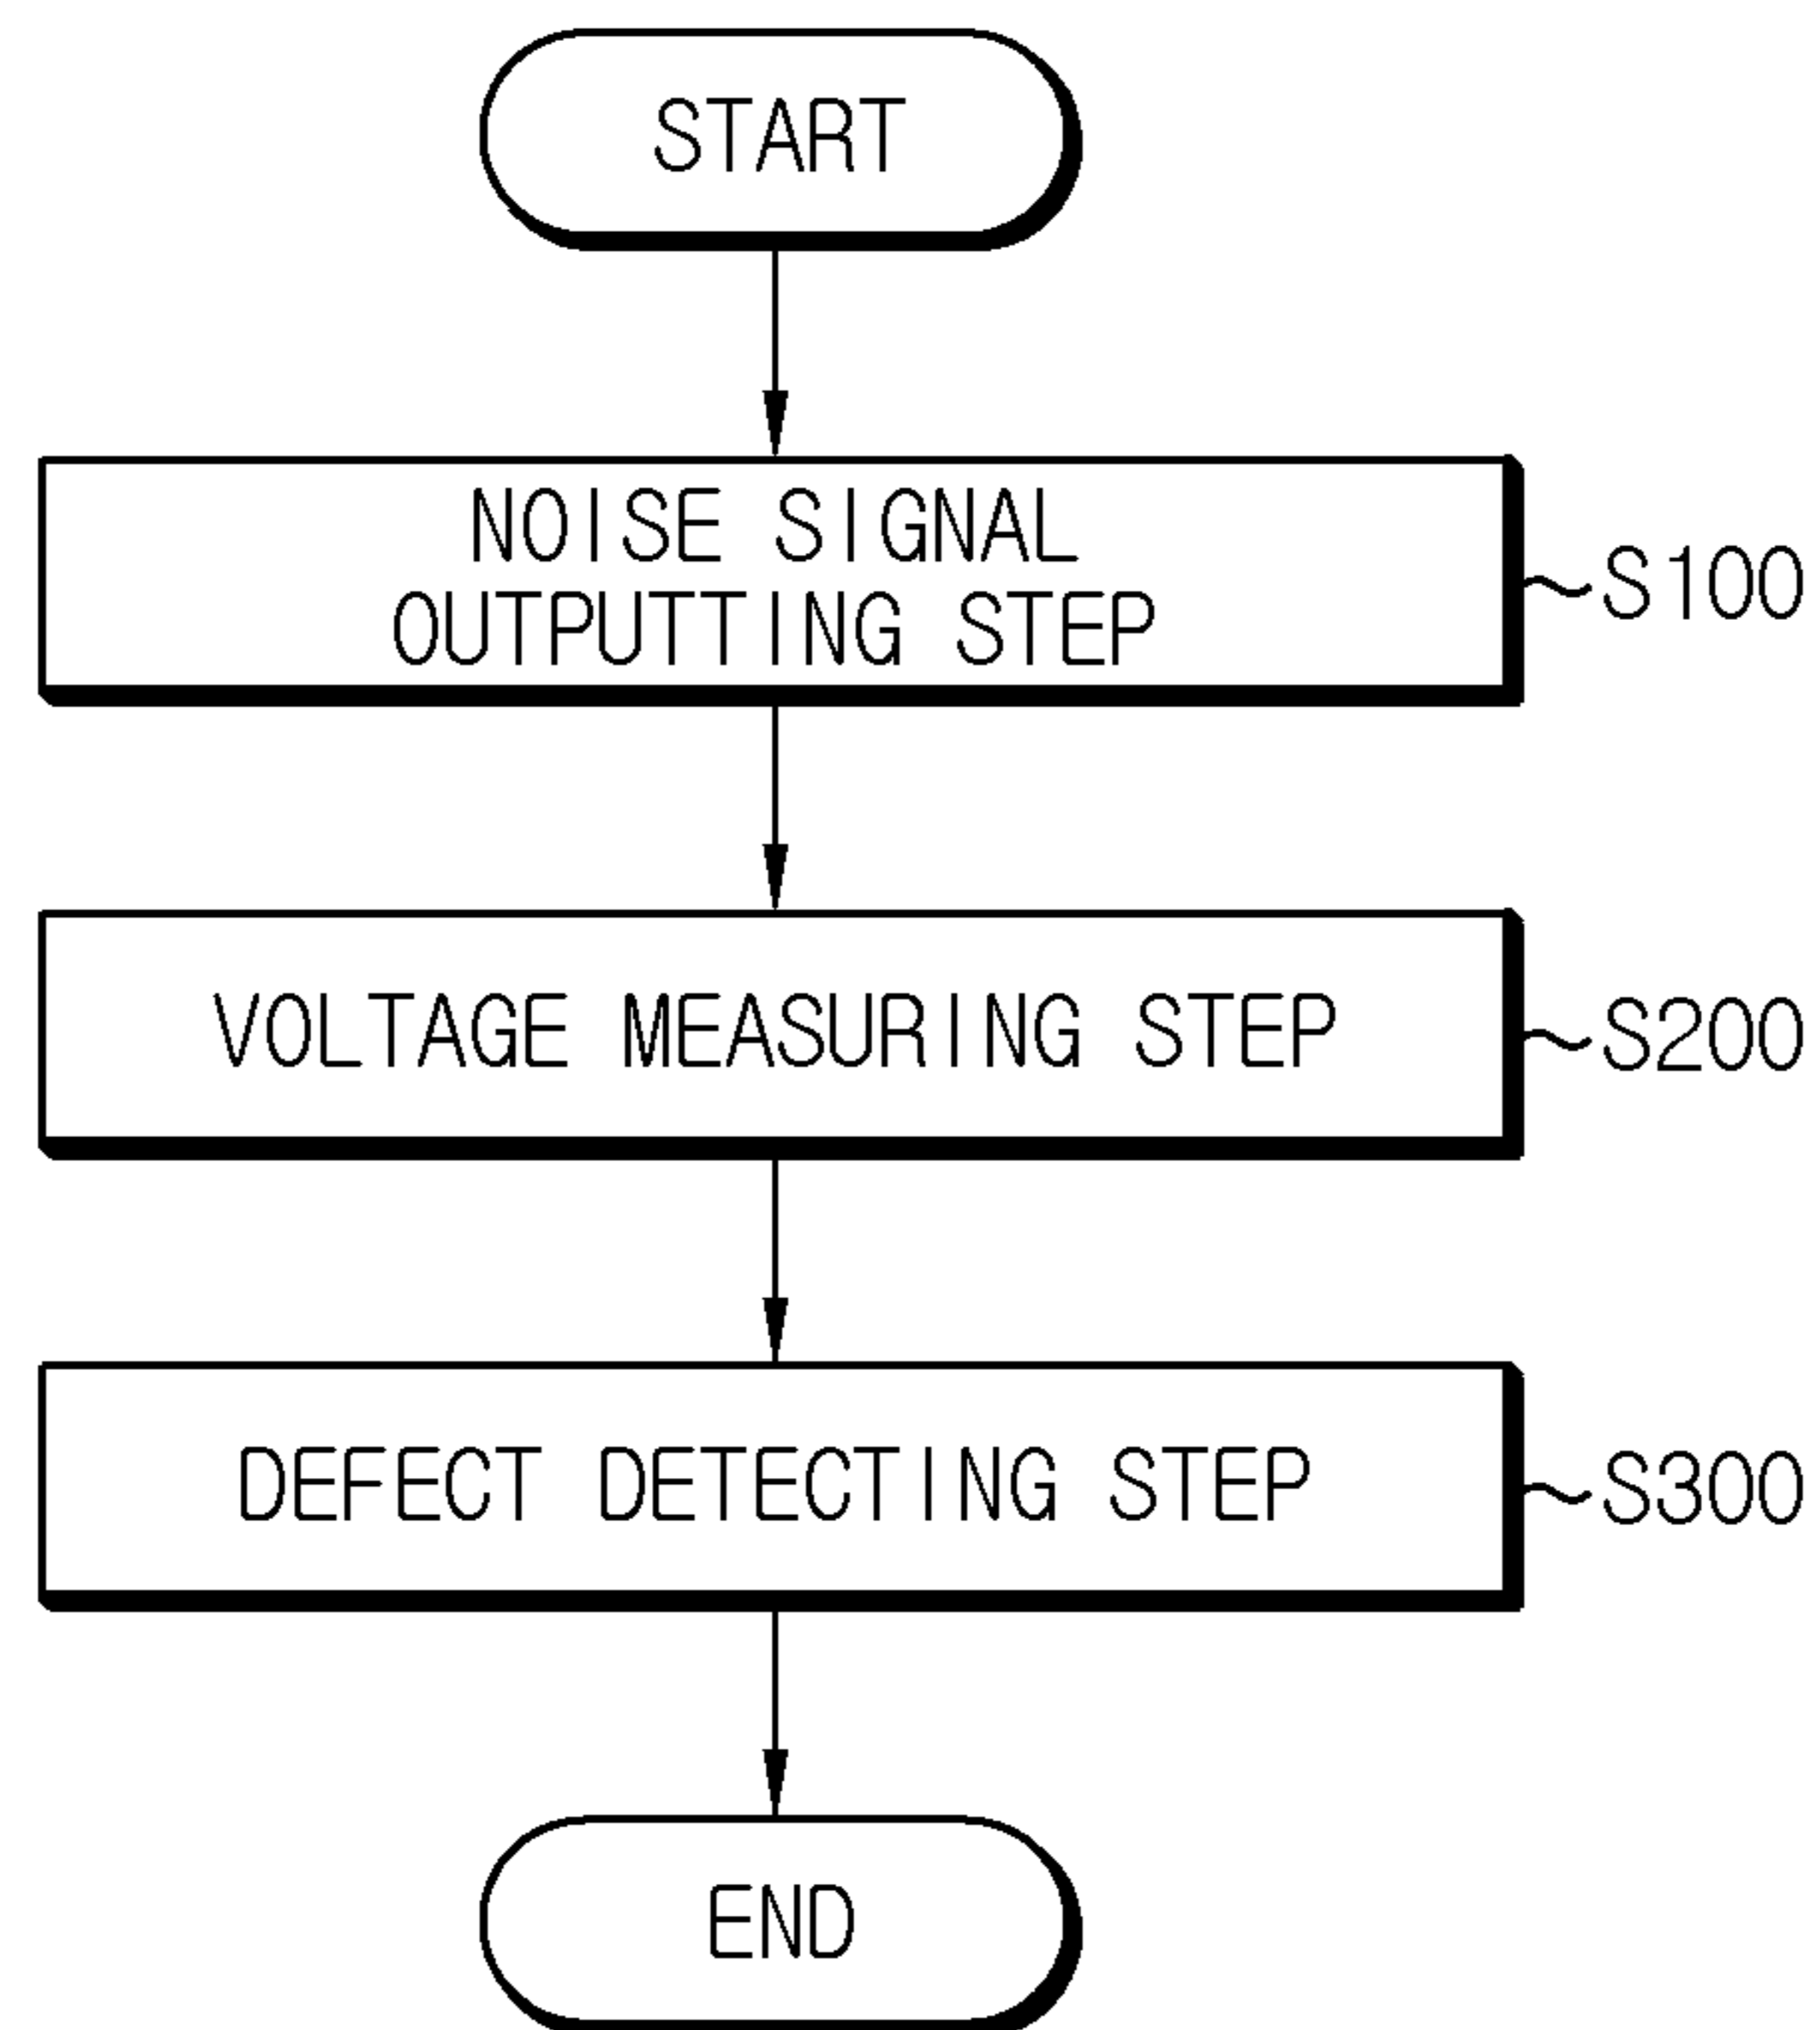 START
NOISE SIGNAL
OUTPUTTING STEP
S100
VOLTAGE MEASURING STEP
S200
DEFECT DETECTING STEP
S300
END